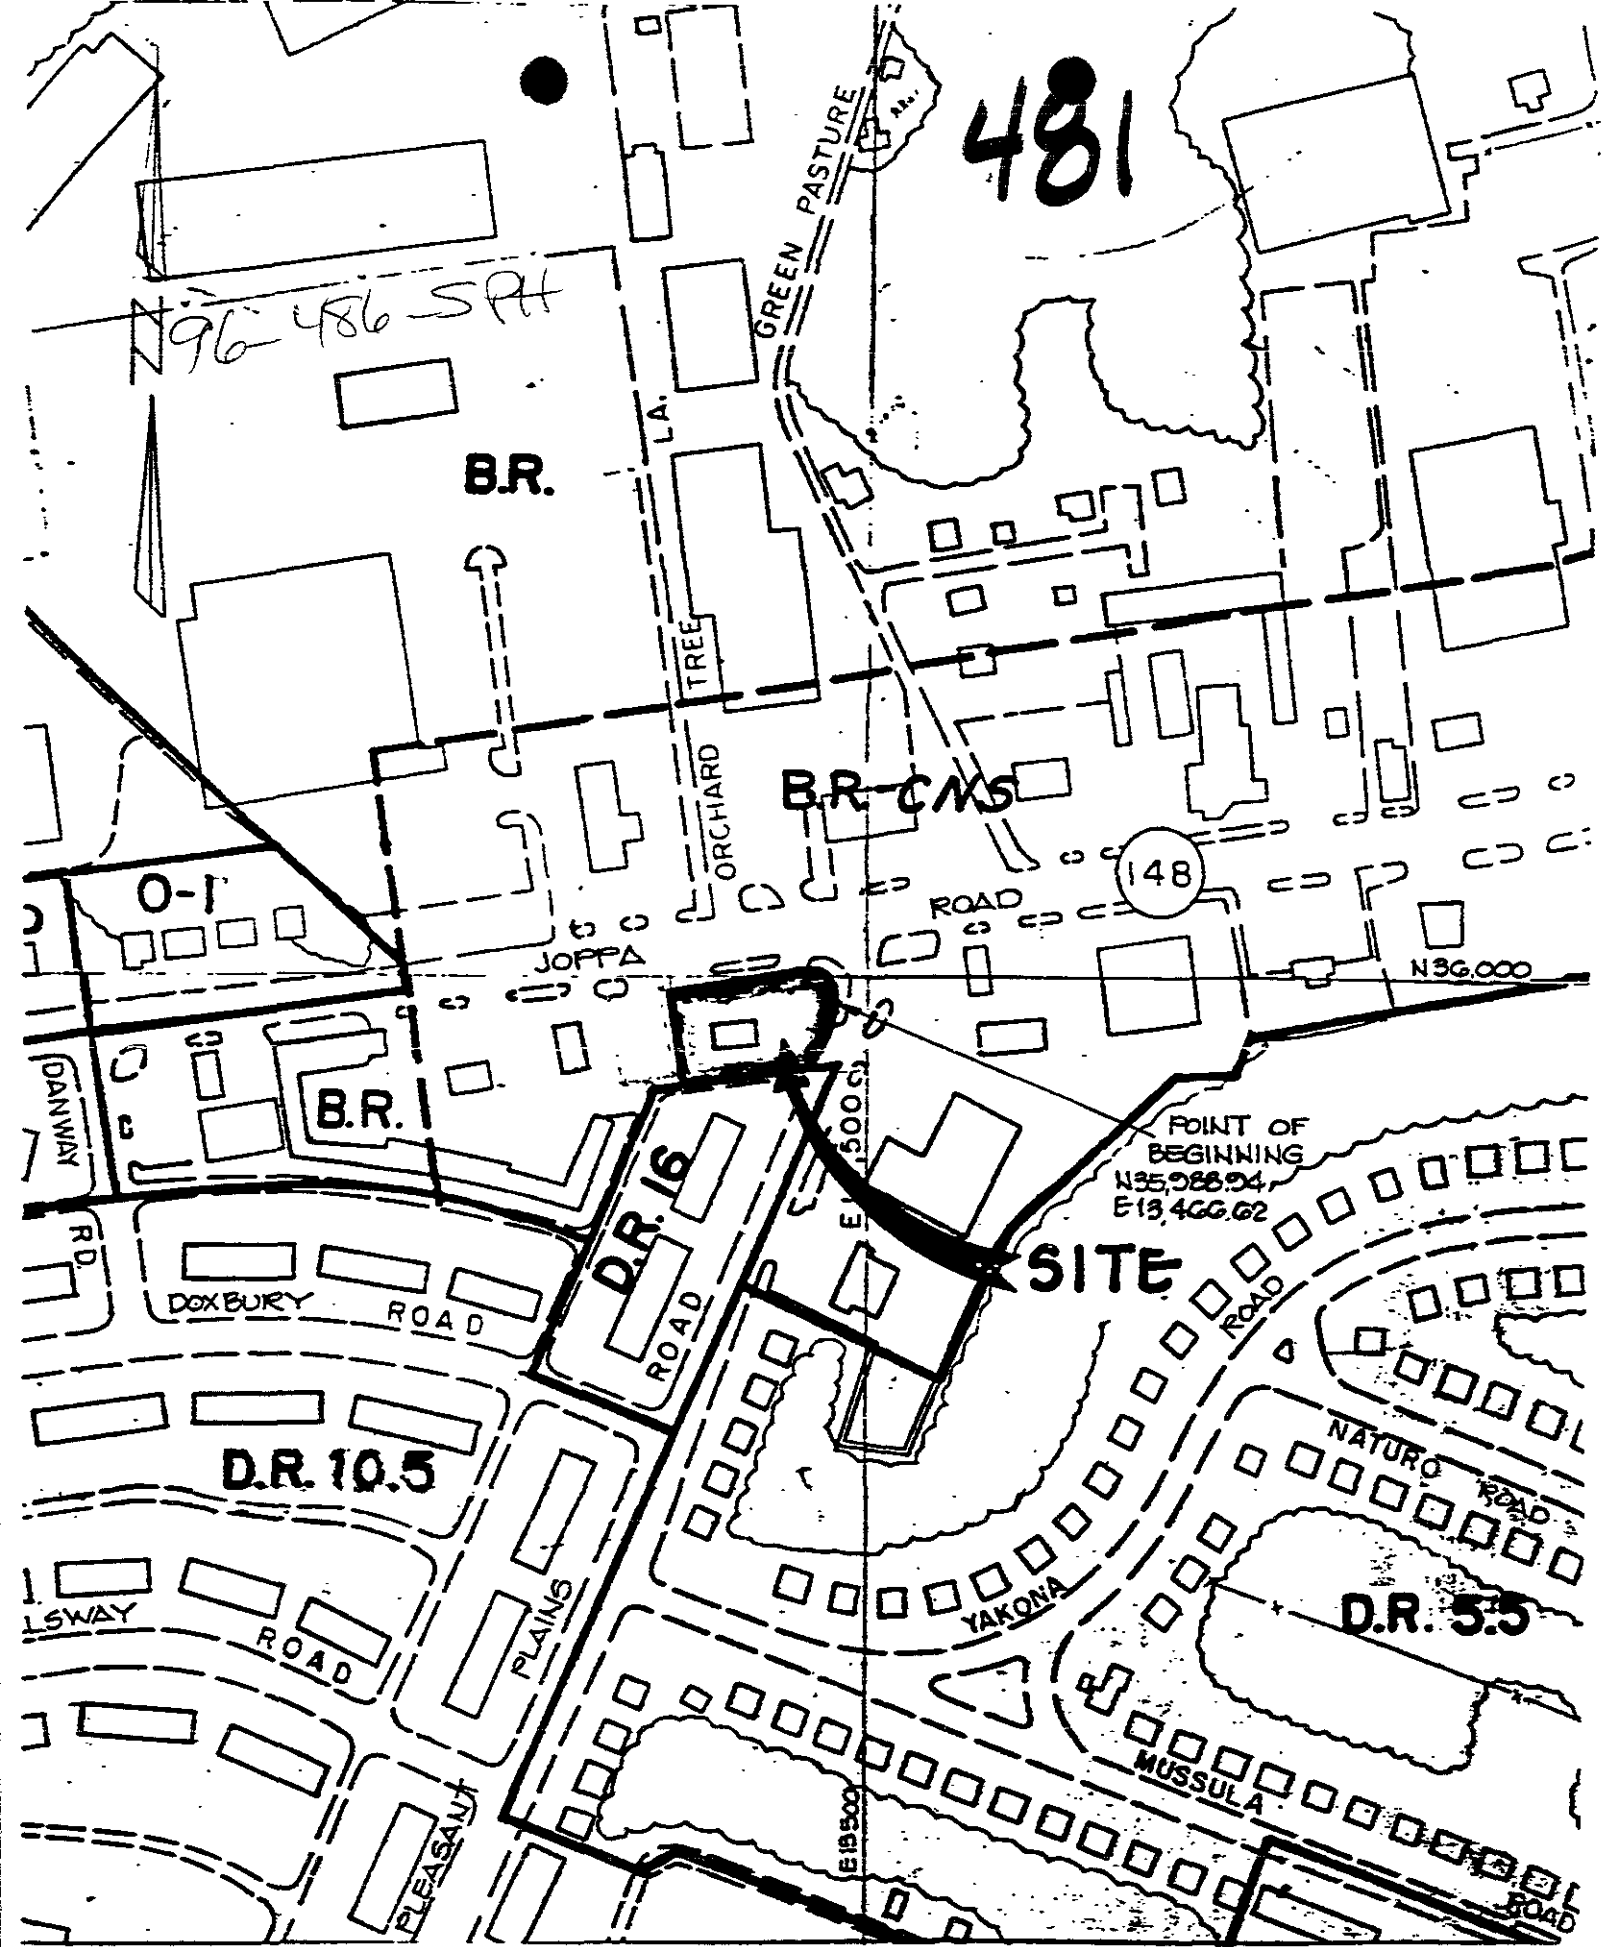 481
GREEN PASTURE
96-486-SPH
LA.
B.R.
TREE
ORCHARD
B.R. CNS
148
O-1
ROAD
JOPPA
N36,000
DANWAY
RD.
B.R.
D.R. 16
POINT OF
BEGINNING
N35,988.94
E13,466.62
SITE
DOXBURY ROAD
ROAD
ROAD
NATURO ROAD
D.R. 10.5
LSWAY
ROAD
PLAINS
YAKONA
D.R. 5.5
MUSSULA
ROAD
PLEASANT
E13500